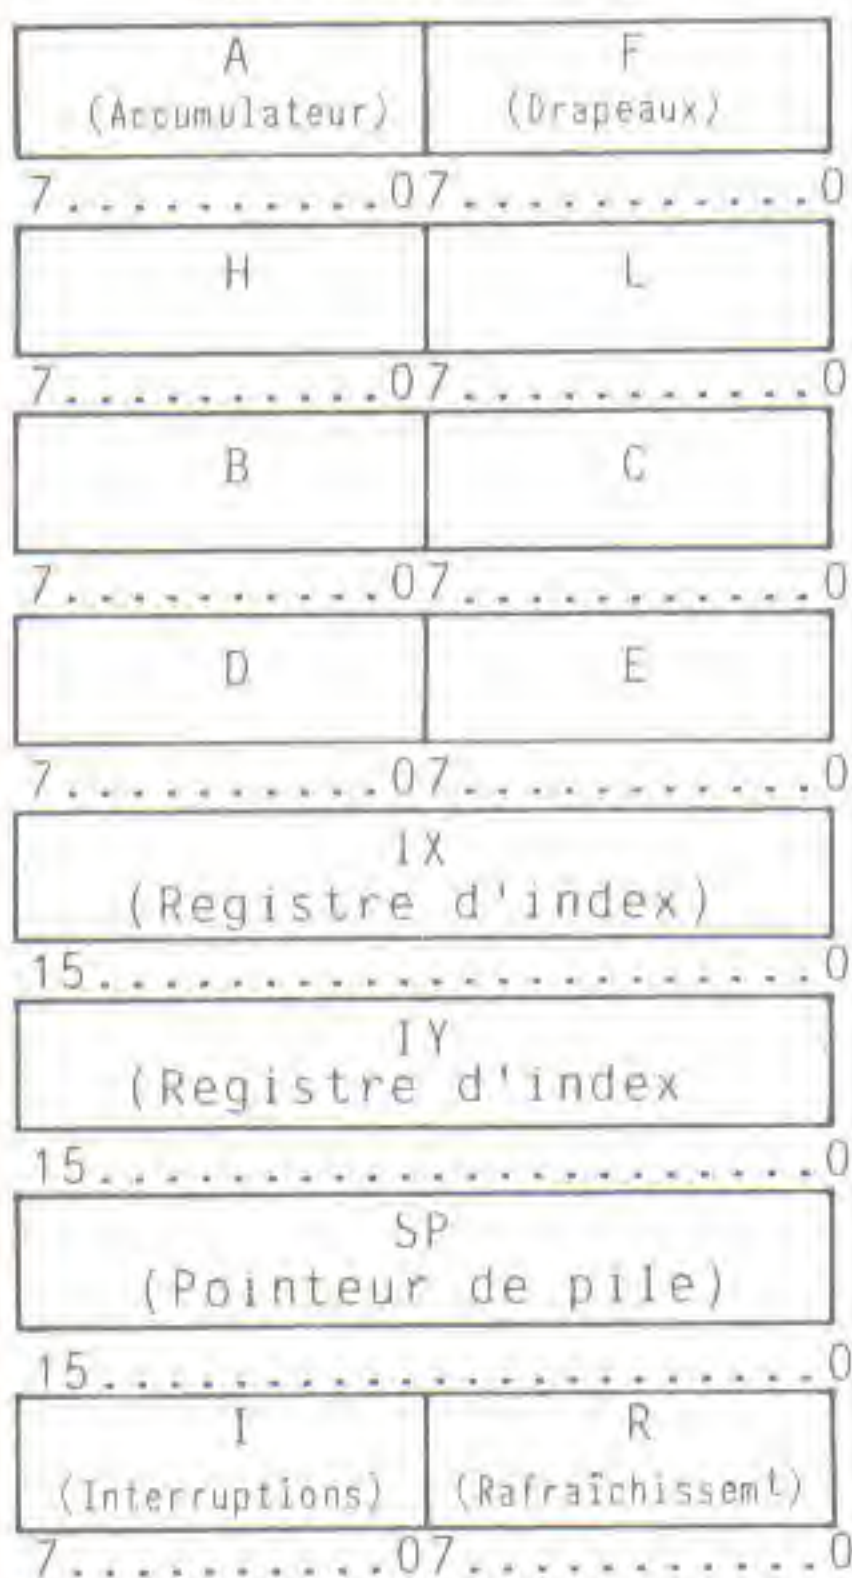 A F
(Accumulateur) (Drapeaux)
7..........07...........0
H L
7..........07...........0
B C
7..........07...........0
D E
7..........07...........0
IX
(Registre d'index)
15......................0
IY
(Registre d'index
15......................0
SP
(Pointeur de pile)
15......................0
I R
(Interruptions) (Rafraîchissemt)
7..........07...........0